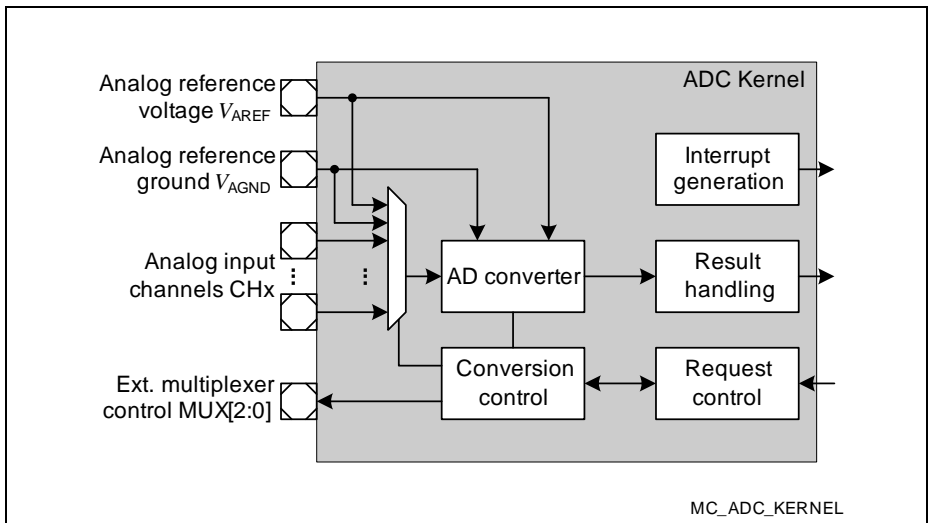 ADC Kernel
Analog reference
voltage VAREF
Analog reference
ground VAGND
Analog input
channels CHx
Ext. multiplexer
control MUX[2:0]
AD converter
Conversion
control
Interrupt
generation
Result
handling
Request
control
MC_ADC_KERNEL